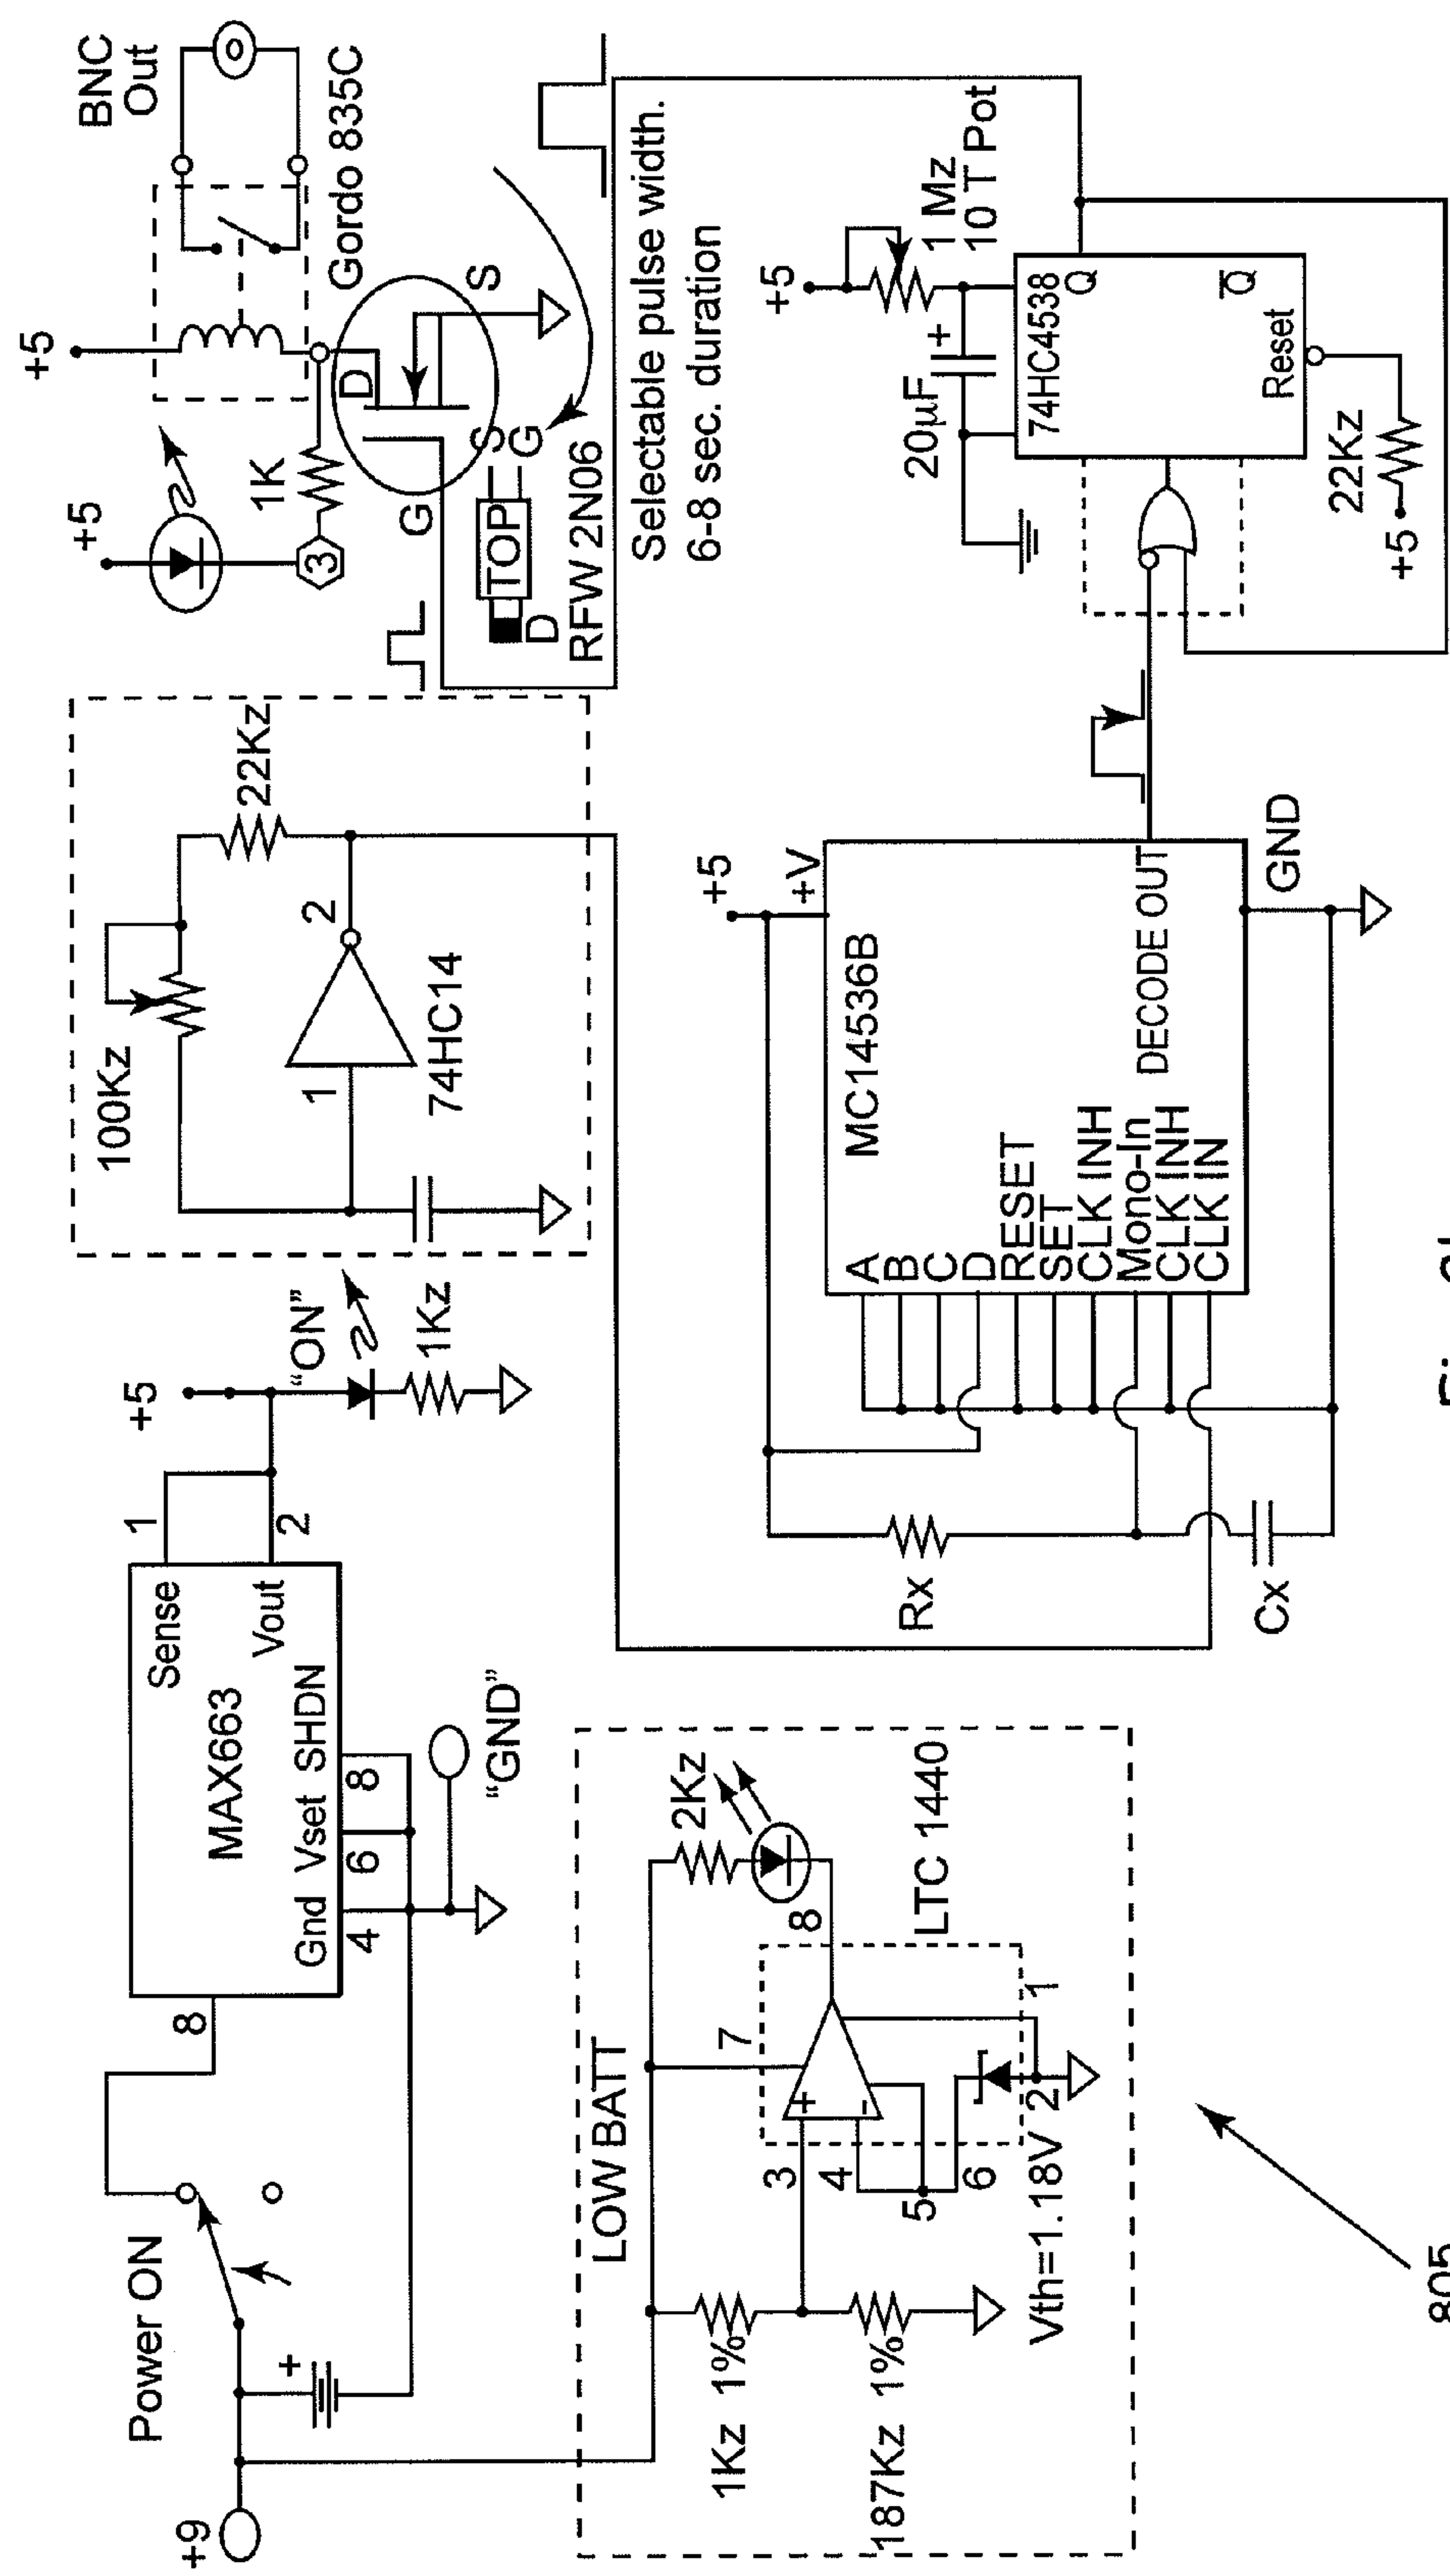 +9
Power ON
+
8
MAX663
Sense
Vout
Gnd
Vset
SHDN
4
6
8
1
2
"GND"
+5
"ON"
1Kz
100Kz
22Kz
1
2
74HC14
+5
1K
3
+5
BNC
Out
Gordo 835C
D
G
S
S
G
TOP
D
RFW 2N06
Selectable pulse width.
6-8 sec. duration
LOW BATT
1Kz 1%
187Kz 1%
3
4
5
6
7
8
+
-
2Kz
LTC 1440
1
2
Vth=1.18V
Rx
Cx
+5
+V
MC14536B
A
B
C
D
RESET
SET
CLK INH
Mono-In
CLK INH
CLK IN
DECODE OUT
GND
+5
1 Mz
10 T Pot
20µF
+
74HC4538
Q
Q̅
Reset
22Kz
+5
805